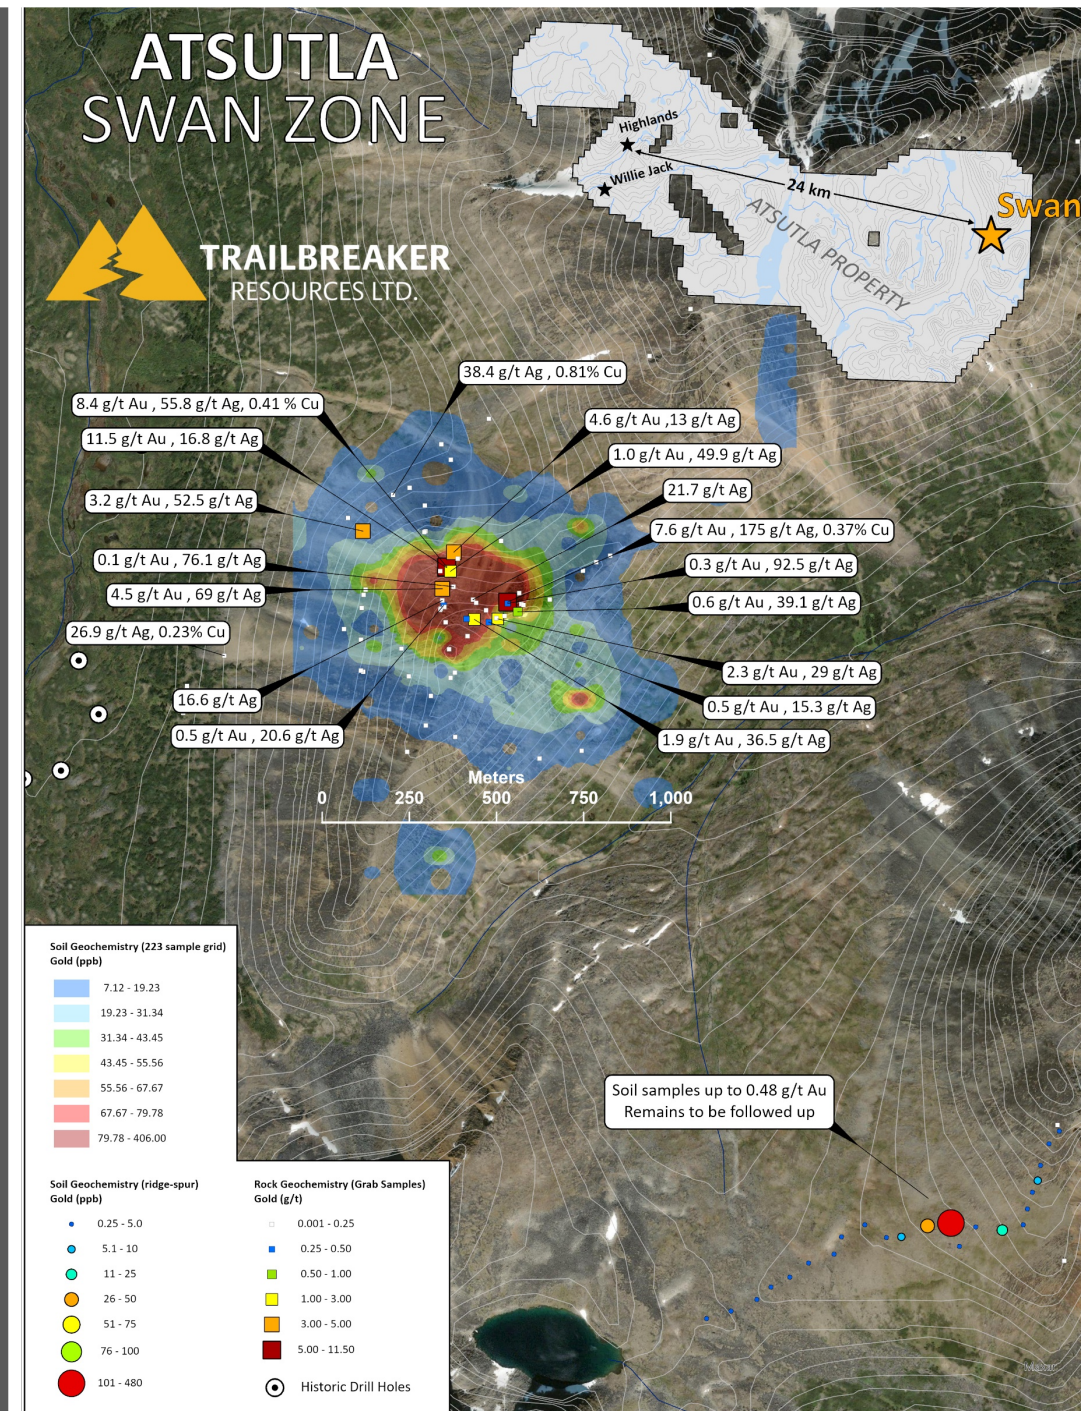 ATSUTLA
SWAN ZONE
TRAILBREAKER
RESOURCES LTD.
Highlands
Willie Jack
24 km
Swan
ATSUTLA PROPERTY
38.4 g/t Ag , 0.81% Cu
8.4 g/t Au , 55.8 g/t Ag, 0.41 % Cu
4.6 g/t Au ,13 g/t Ag
11.5 g/t Au , 16.8 g/t Ag
1.0 g/t Au , 49.9 g/t Ag
21.7 g/t Ag
3.2 g/t Au , 52.5 g/t Ag
7.6 g/t Au , 175 g/t Ag, 0.37% Cu
0.1 g/t Au , 76.1 g/t Ag
0.3 g/t Au , 92.5 g/t Ag
4.5 g/t Au , 69 g/t Ag
0.6 g/t Au , 39.1 g/t Ag
26.9 g/t Ag, 0.23% Cu
2.3 g/t Au , 29 g/t Ag
16.6 g/t Ag
0.5 g/t Au , 15.3 g/t Ag
0.5 g/t Au , 20.6 g/t Ag
1.9 g/t Au , 36.5 g/t Ag
Meters
0 250 500 750 1,000
Soil Geochemistry (223 sample grid)
Gold (ppb)
7.12 - 19.23
19.23 - 31.34
31.34 - 43.45
43.45 - 55.56
55.56 - 67.67
67.67 - 79.78
79.78 - 406.00
Soil samples up to 0.48 g/t Au
Remains to be followed up
Soil Geochemistry (ridge-spur)
Gold (ppb)
0.25 - 5.0
5.1 - 10
11 - 25
26 - 50
51 - 75
76 - 100
101 - 480
Rock Geochemistry (Grab Samples)
Gold (g/t)
0.001 - 0.25
0.25 - 0.50
0.50 - 1.00
1.00 - 3.00
3.00 - 5.00
5.00 - 11.50
Historic Drill Holes